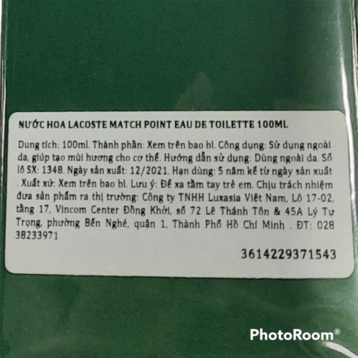 NƯỚC HOA LACOSTE MATCH POINT EAU DE TOILETTE 100ML
Dung tích: 100ml. Thành phần: Xem trên bao bì. Công dụng: Sử dụng ngoài
da, giúp tạo mùi hương cho cơ thể. Hướng dẫn sử dụng: Dùng ngoài da. Số
lô SX: 1348. Ngày sản xuất: 12/2021. Hạn dùng: 5 năm kể từ ngày sản xuất
. Xuất xứ: Xem trên bao bì. Lưu ý: Để xa tầm tay trẻ em. Chịu trách nhiệm
đưa sản phẩm ra thị trường: Công ty TNHH Luxasia Việt Nam, Lô 17-02,
tầng 17, Vincom Center Đồng Khởi, số 72 Lê Thánh Tôn & 45A Lý Tự
Trọng, phường Bến Nghé, quận 1, Thành Phố Hồ Chí Minh . ĐT: 028
38233971
3614229371543
PhotoRoom®